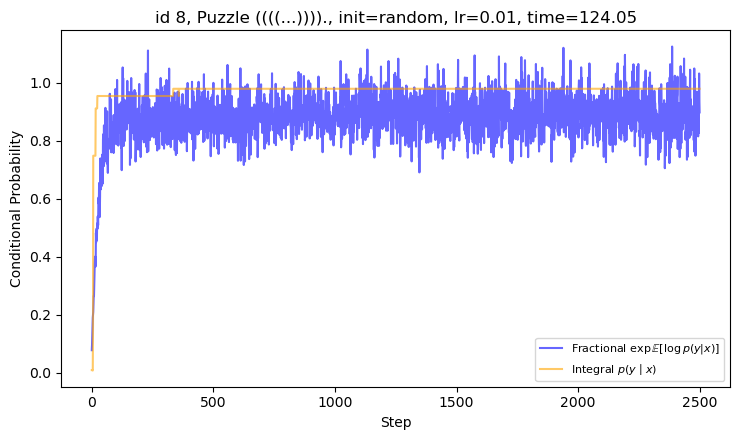 id 8, Puzzle ((((...))))., init=random, lr=0.01, time=124.05
Conditional Probability
1.0
0.8
0.6
0.4
0.2
0.0
Fractional exp 𝔼[log p(y|x)]
Integral p(y | x)
0 500 1000 1500 2000 2500
Step